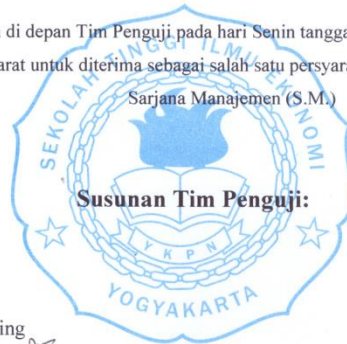 di depan Tim Penguji pada hari Senin tangga
arat untuk diterima sebagai salah satu persyara
Sarjana Manajemen (S.M.)
SEKOLAH TINGGI ILMU EKONOMI
Susunan Tim Penguji:
YKPN
YOGYAKARTA
ing